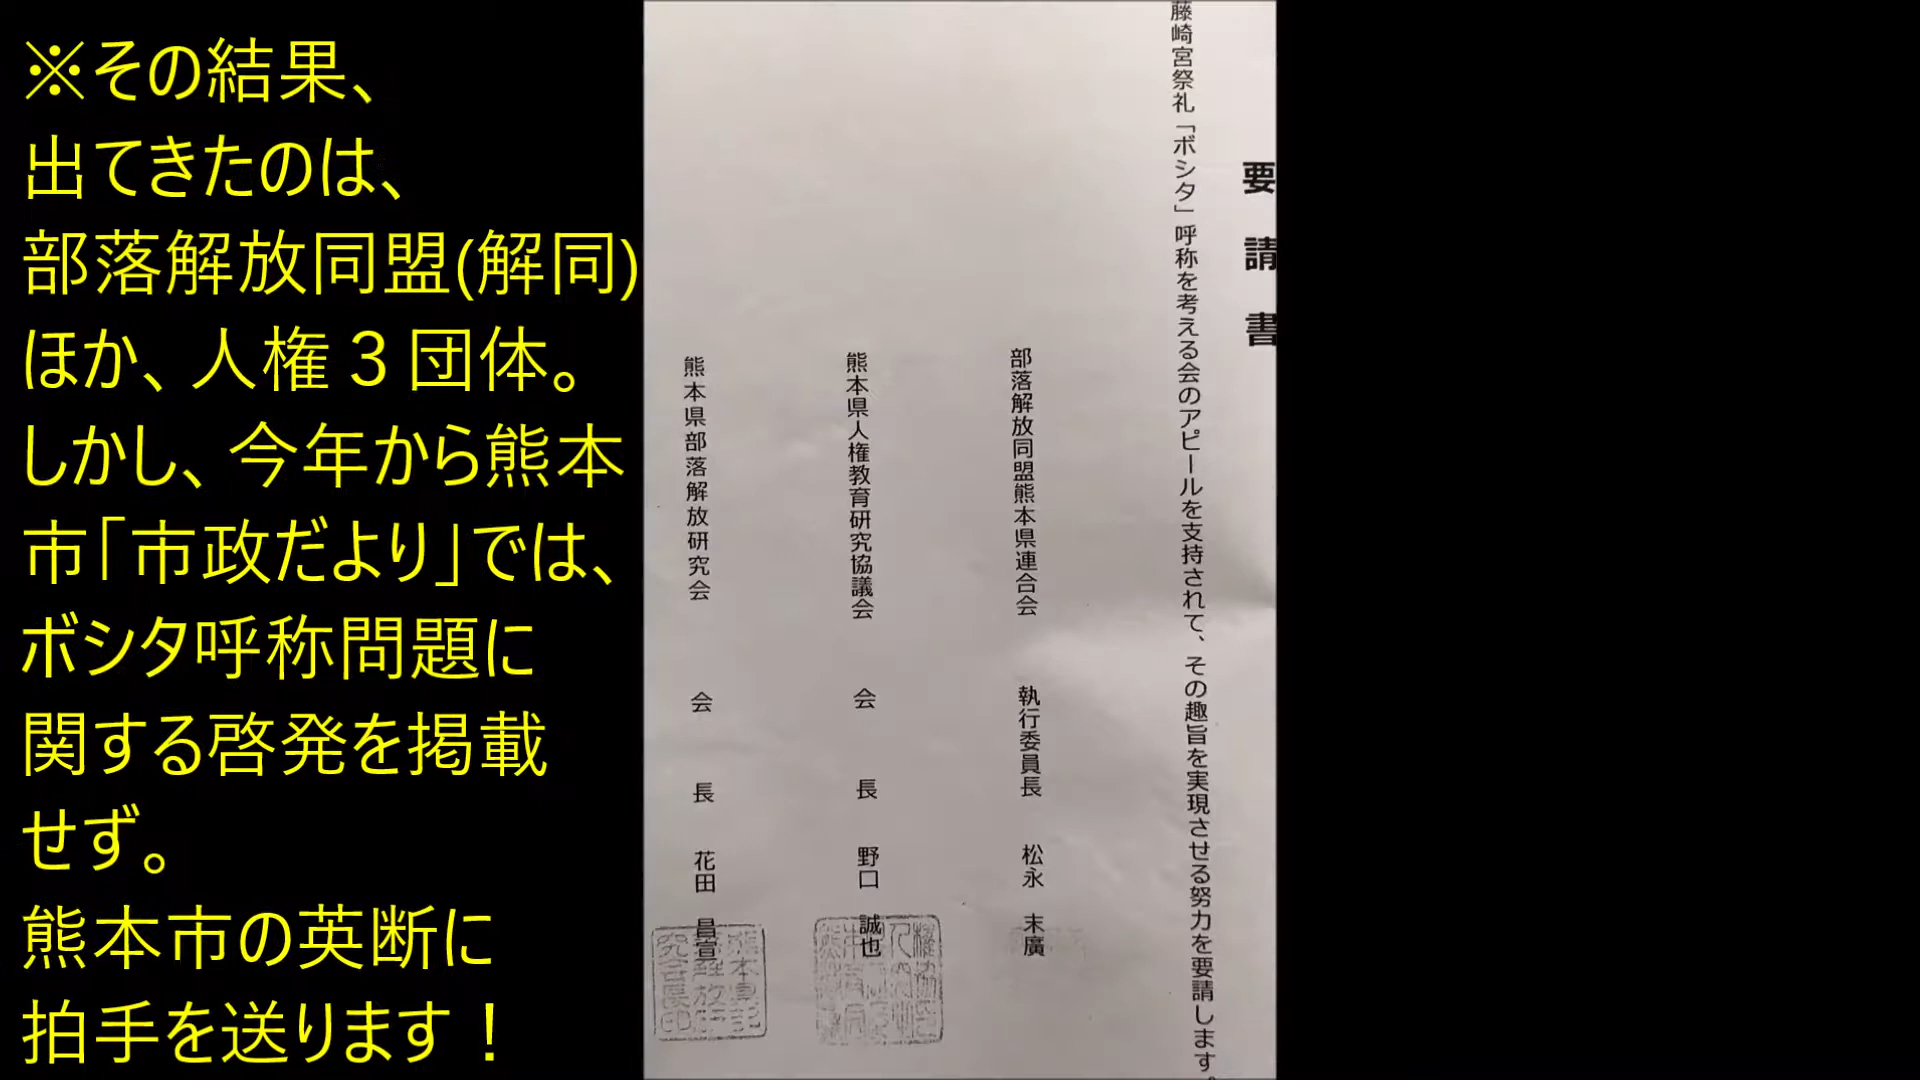 ※その結果、
出てきたのは、
部落解放同盟(解同)
ほか、人権３団体。
しかし、今年から熊本
市「市政だより」では、
ボシタ呼称問題に
関する啓発を掲載
せず。
熊本市の英断に
拍手を送ります！
要請書
藤崎宮祭礼「ボシタ」呼称を考える会のアピールを支持されて、その趣旨を実現させる努力を要請します。
部落解放同盟熊本県連合会 執行委員長 松永 末廣
熊本県人権教育研究協議会 会長 野口 誠也
熊本県部落解放研究会 会長 花田 昌宣